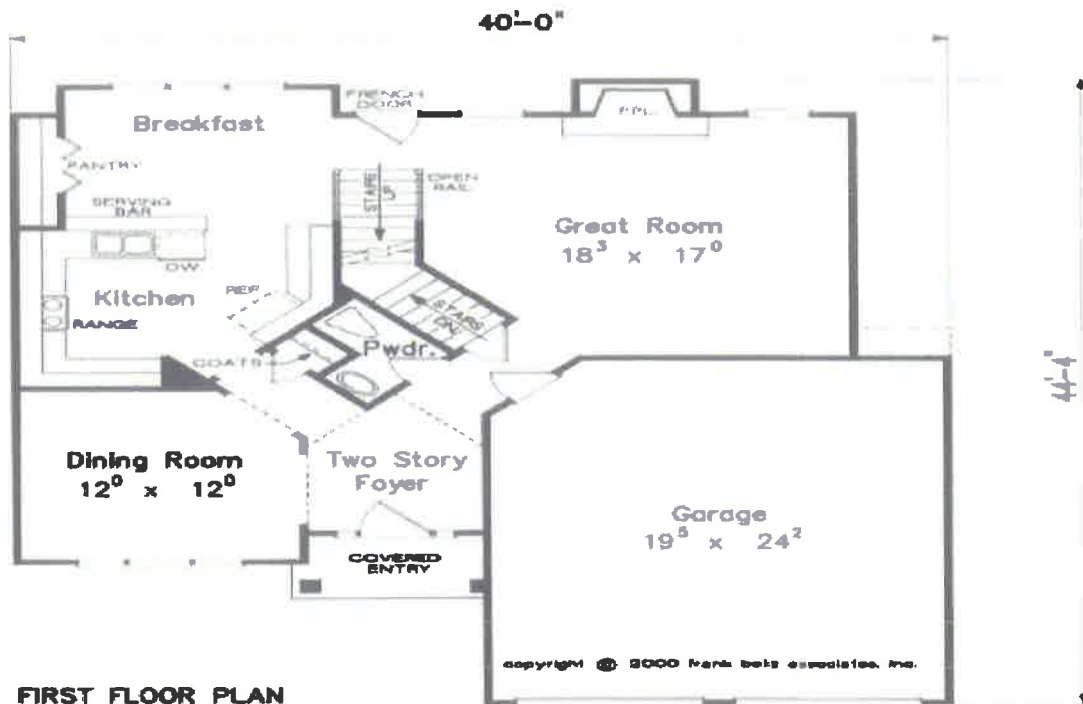 40'-0"
FRENCH
DOOR
Breakfast
PANTRY
SERVING
BAR
STAIRS
UP
OPEN
RAIL
Great Room
18³ x 17⁰
DW.
Kitchen
REF.
RANGE
STAIRS
DN.
COATS
Pwdr.
44'-4"
Dining Room
12⁰ x 12⁰
Two Story
Foyer
Garage
19⁵ x 24²
COVERED
ENTRY
copyright © 2000 frank betz associates, inc.
FIRST FLOOR PLAN